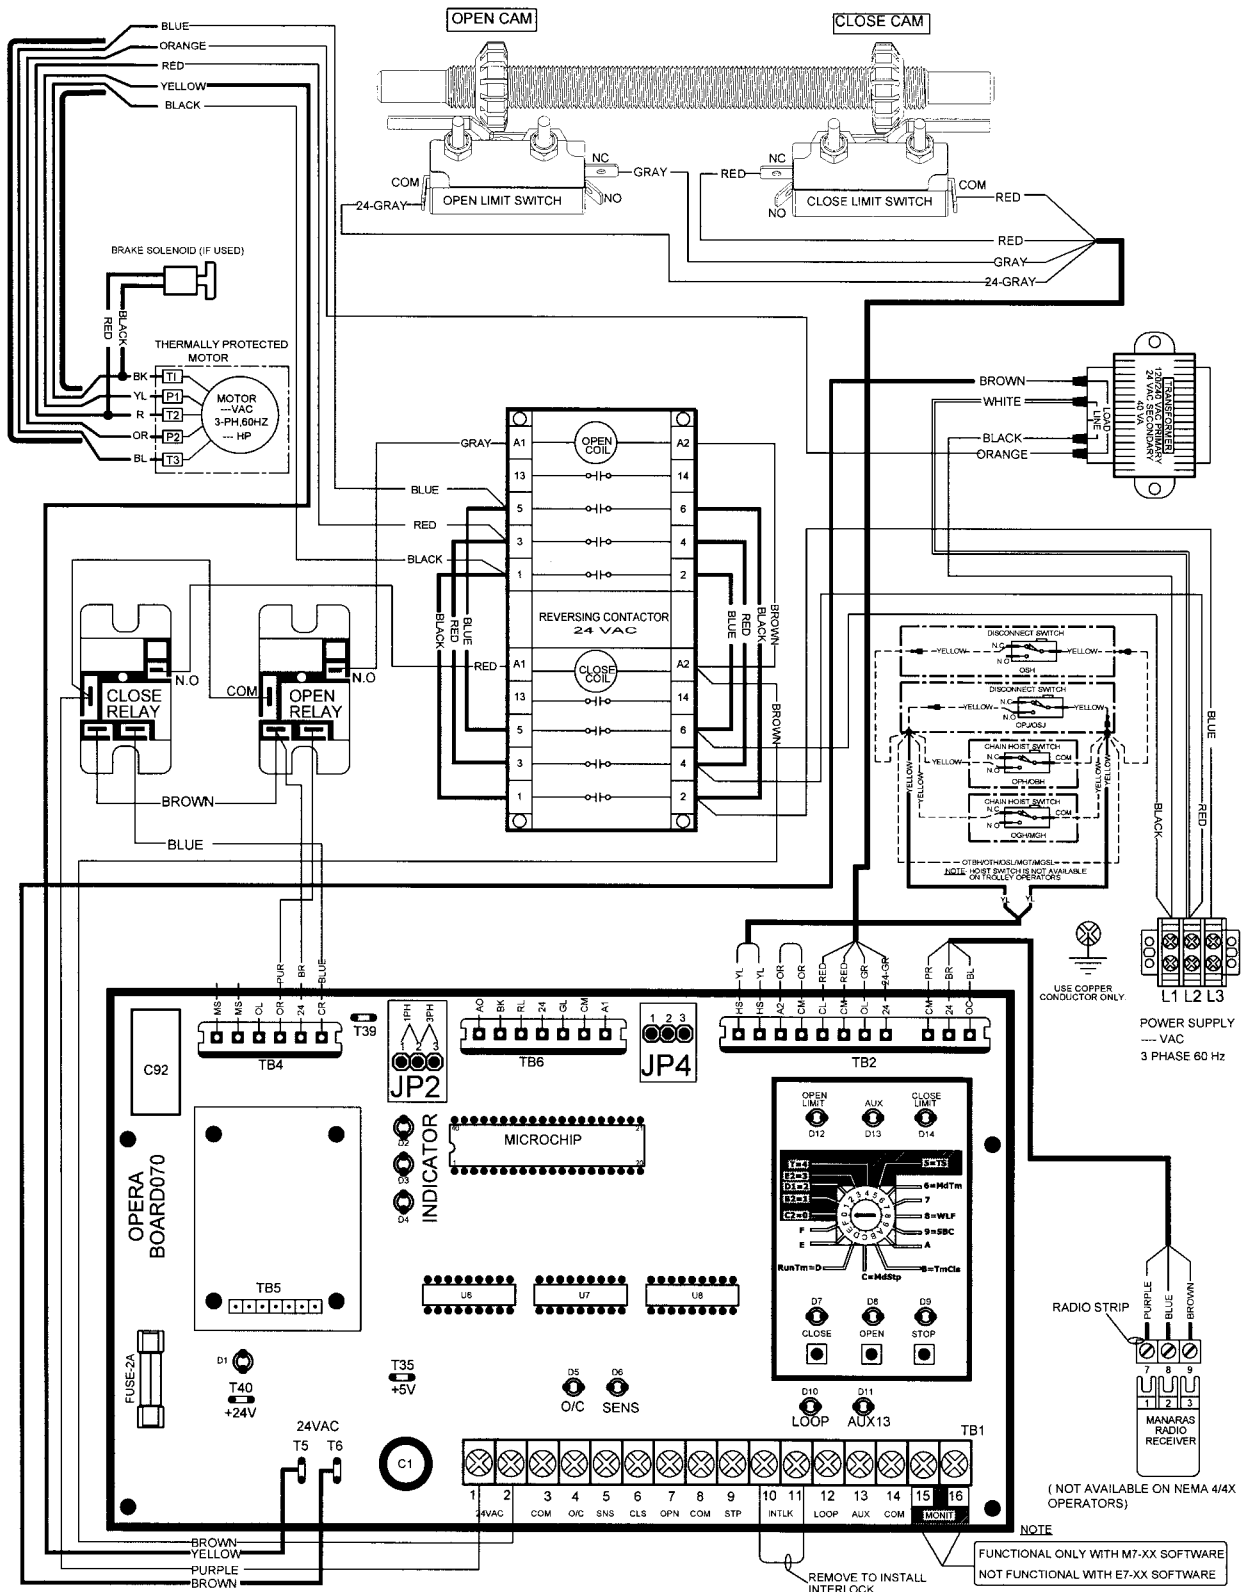 OPEN CAM
CLOSE CAM
BLUE
ORANGE
RED
YELLOW
BLACK
NC
GRAY
NO
COM
24-GRAY
OPEN LIMIT SWITCH
RED
NC
NO
COM
RED
CLOSE LIMIT SWITCH
RED
GRAY
24-GRAY
BRAKE SOLENOID (IF USED)
RED
BLACK
THERMALLY PROTECTED
MOTOR
BK T1
YL P1
R T2
OR P2
BL T3
MOTOR
---VAC
3-PH,60HZ
--- HP
BROWN
WHITE
BLACK
ORANGE
LOAD
LINE
TRANSFORMER
120/240 VAC PRIMARY
24 VAC SECONDARY
40 VA
GRAY
A1
OPEN
COIL
A2
13
14
BLUE
5
6
RED
3
4
BLACK
1
2
REVERSING CONTACTOR
24 VAC
BLACK
RED
BLUE
BLUE
RED
BLACK
BROWN
RED
A1
CLOSE
COIL
A2
13
14
5
6
3
4
1
2
BROWN
N.O
CLOSE
RELAY
COM
N.O
OPEN
RELAY
BROWN
BLUE
DISCONNECT SWITCH
YELLOW
N.C
N.O
YELLOW
OSH
DISCONNECT SWITCH
YELLOW
N.C
N.O
YELLOW
OPJ/OSJ
CHAIN HOIST SWITCH
YELLOW
N.C
N.O
COM
OPH/OBH
CHAIN HOIST SWITCH
N.C
N.O
COM
OGH/MGH
YELLOW
YELLOW
YELLOW
YELLOW
OTBH/OTH/OSL/MGT/MGSL
NOTE- HOIST SWITCH IS NOT AVAILABLE
ON TROLLEY OPERATORS
YL
YL
BLACK
RED
BLUE
USE COPPER
CONDUCTOR ONLY.
L1 L2 L3
POWER SUPPLY
---- VAC
3 PHASE 60 Hz
PUR
BR
BLUE
MS
MS
OL
OR
24
CR
TB4
T39
1PH
3PH
1 2 3
JP2
AO
BK
RL
24
GL
CM
A1
TB6
1 2 3
JP4
YL
YL
OR
OR
RED
RED
GR
24-GR
PR
BR
BL
HS
HS
A2
CM
CL
CM
OL
24
CM
24
OC
TB2
C92
OPERA
BOARD070
TB5
D2
D3
D4
INDICATOR
40
21
MICROCHIP
1
20
OPEN
LIMIT
D12
AUX
D13
CLOSE
LIMIT
D14
T=4
E2=3
D1=2
B2=1
C2=0
F
E
RunTm=D
C=MdStp
5=TS
6=MdTm
7
8=WLF
9=SBC
A
B=TmCls
U6
U7
U8
D7
CLOSE
D8
OPEN
D9
STOP
FUSE-2A
D1
T40
+24V
T35
+5V
D5
O/C
D6
SENS
D10
LOOP
D11
AUX13
24VAC
T5
T6
C1
TB1
1 2 3 4 5 6 7 8 9 10 11 12 13 14 15 16
24VAC COM O/C SNS CLS OPN COM STP INTLK LOOP AUX COM MONIT
RADIO STRIP
PURPLE
BLUE
BROWN
7 8 9
1 2 3
MANARAS
RADIO
RECEIVER
( NOT AVAILABLE ON NEMA 4/4X
OPERATORS)
BROWN
YELLOW
PURPLE
BROWN
REMOVE TO INSTALL
INTERLOCK
NOTE
FUNCTIONAL ONLY WITH M7-XX SOFTWARE
NOT FUNCTIONAL WITH E7-XX SOFTWARE